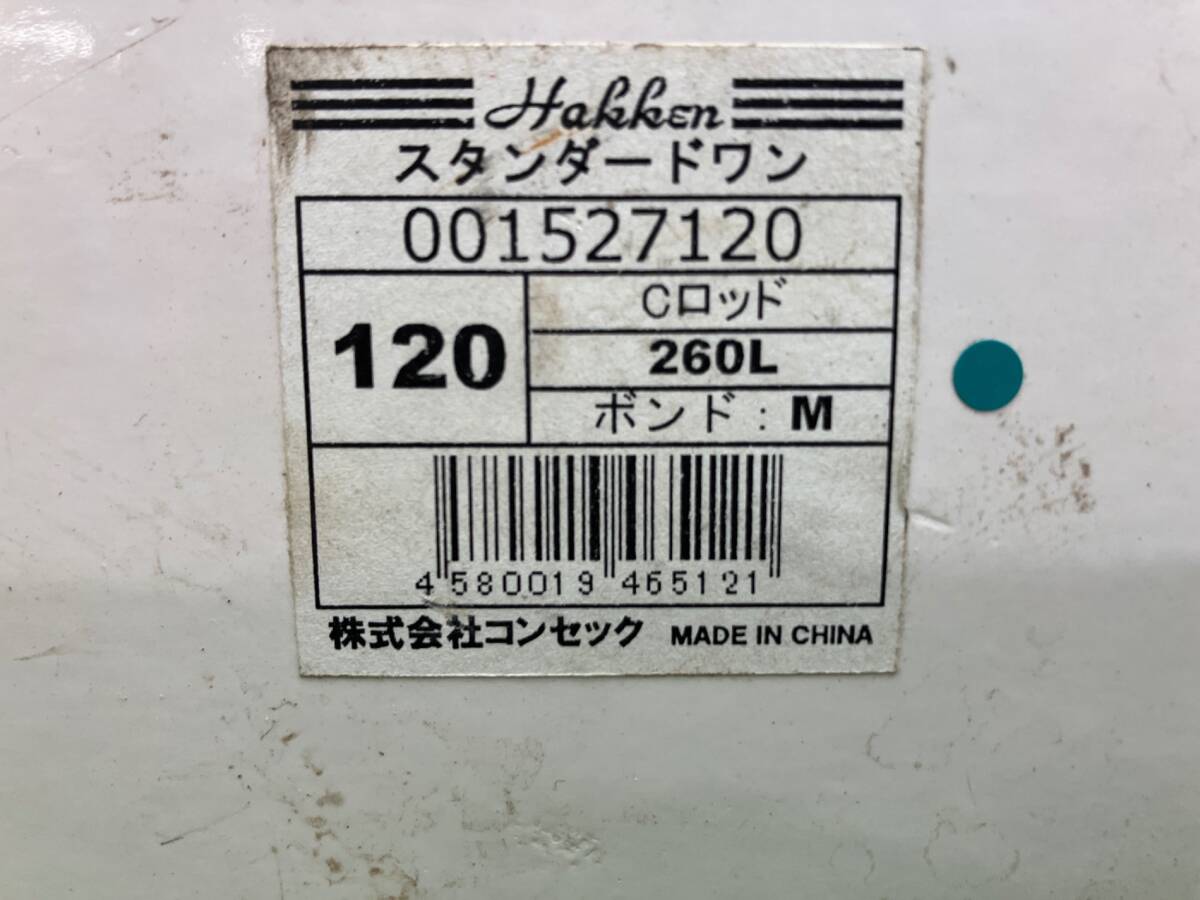 Hakken
スタンダードワン
001527120
120
Cロッド
260L
ボンド：M
4 580019 465121
株式会社コンセック MADE IN CHINA